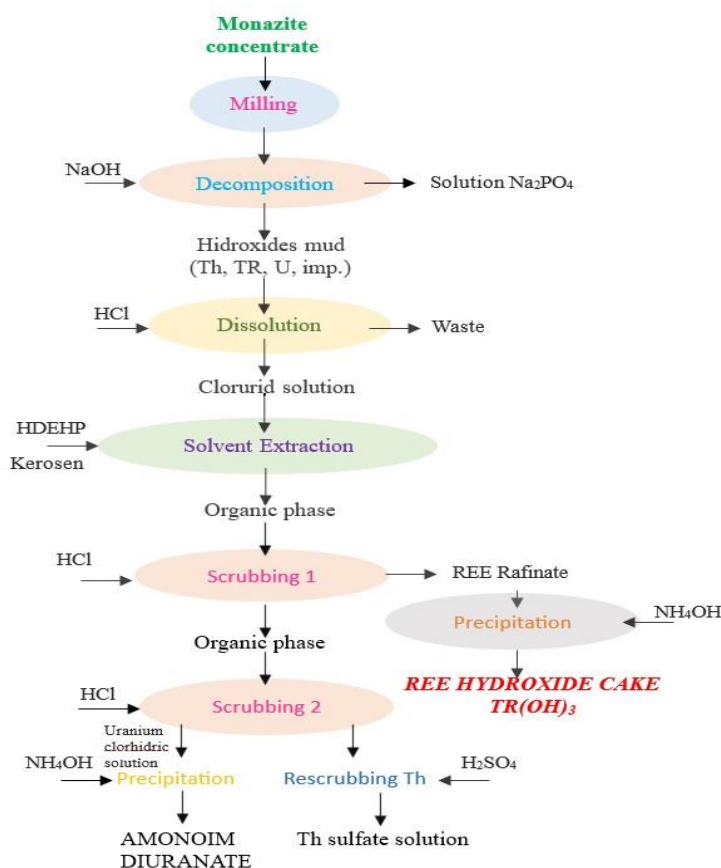 Monazite
concentrate
Milling
NaOH
Decomposition
Solution Na₂PO₄
Hidroxides mud
(Th, TR, U, imp.)
HCl
Dissolution
Waste
Clorurid solution
HDEHP
Kerosen
Solvent Extraction
Organic phase
HCl
Scrubbing 1
REE Rafinate
Precipitation
NH₄OH
REE HYDROXIDE CAKE
TR(OH)₃
Organic phase
HCl
Scrubbing 2
Uranium
clorhidric
solution
NH₄OH
Precipitation
Rescrubbing Th
H₂SO₄
AMONOIM
DIURANATE
Th sulfate solution